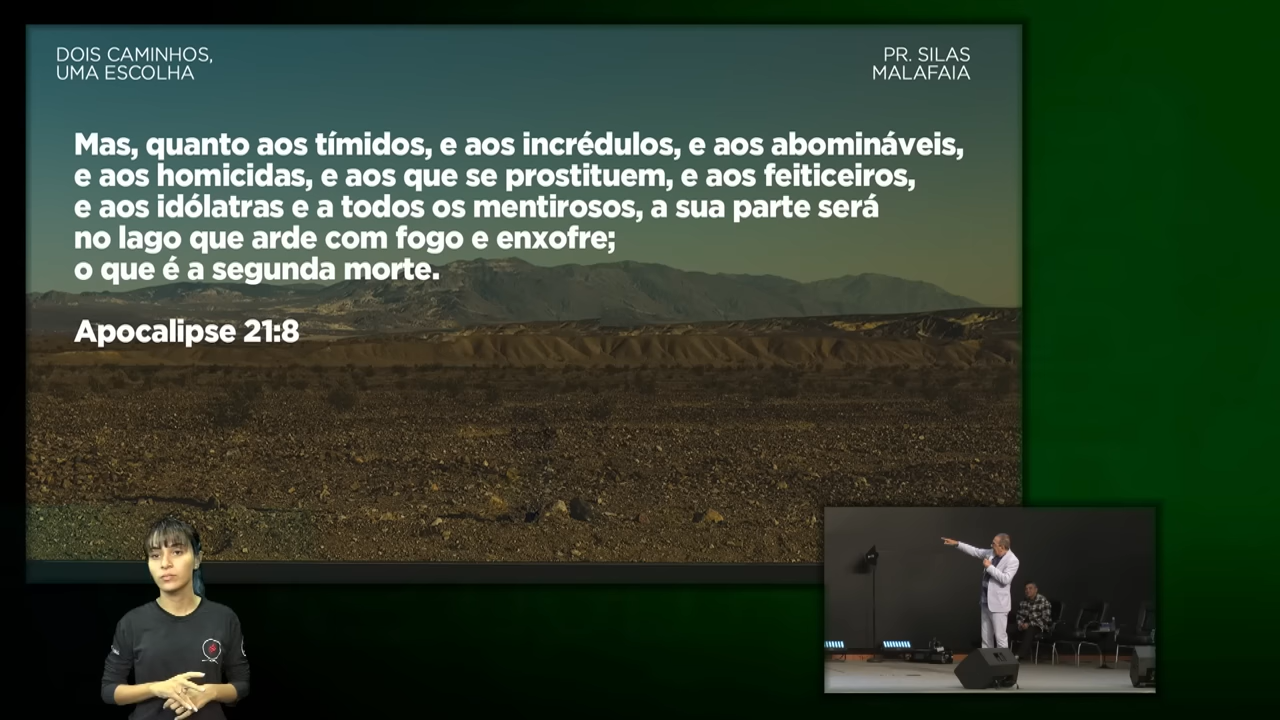 DOIS CAMINHOS,
UMA ESCOLHA
PR. SILAS
MALAFAIA
Mas, quanto aos tímidos, e aos incrédulos, e aos abomináveis,
e aos homicidas, e aos que se prostituem, e aos feiticeiros,
e aos idólatras e a todos os mentirosos, a sua parte será
no lago que arde com fogo e enxofre;
o que é a segunda morte.
Apocalipse 21:8